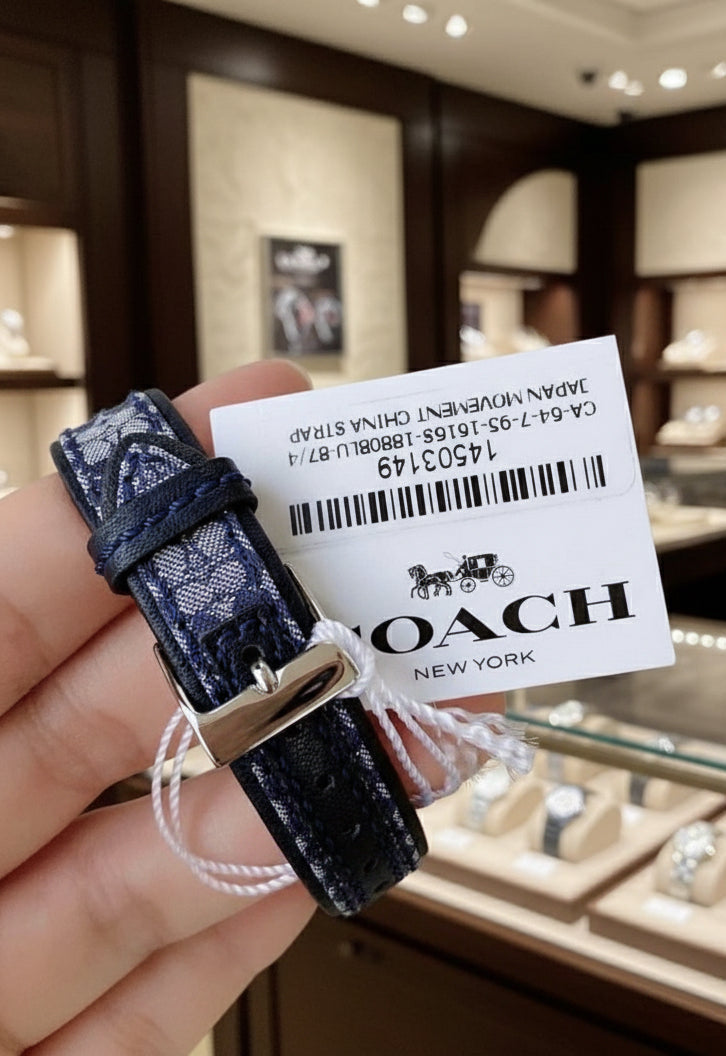 14503149
CA-64-7-95-1616S-1880BLU-87/4
JAPAN MOVEMENT CHINA STRAP
COACH
NEW YORK